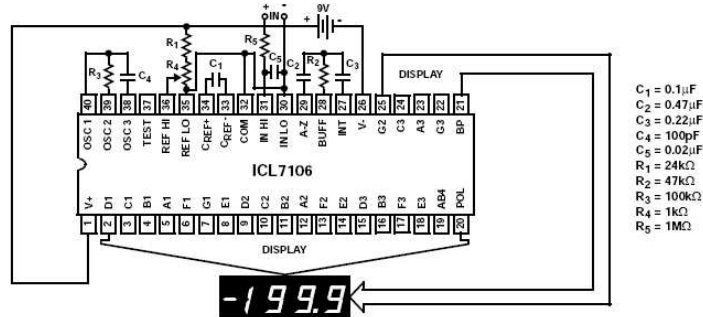 + IN -
9V
+ -
R1
R4
R5
C5
C1
C2
R2
C3
R3
C4
DISPLAY
40 39 38 37 36 35 34 33 32 31 30 29 28 27 26 25 24 23 22 21
OSC 1 OSC 2 OSC 3 TEST REF HI REF LO CREF+ CREF- COM IN HI IN LO A-Z BUFF INT V- G2 C3 A3 G3 BP
ICL7106
V+ D1 C1 B1 A1 F1 G1 E1 D2 C2 B2 A2 F2 E2 D3 B3 F3 E3 AB4 POL
1 2 3 4 5 6 7 8 9 10 11 12 13 14 15 16 17 18 19 20
DISPLAY
-199.9
C1 = 0.1µF
C2 = 0.47µF
C3 = 0.22µF
C4 = 100pF
C5 = 0.02µF
R1 = 24kΩ
R2 = 47kΩ
R3 = 100kΩ
R4 = 1kΩ
R5 = 1MΩ